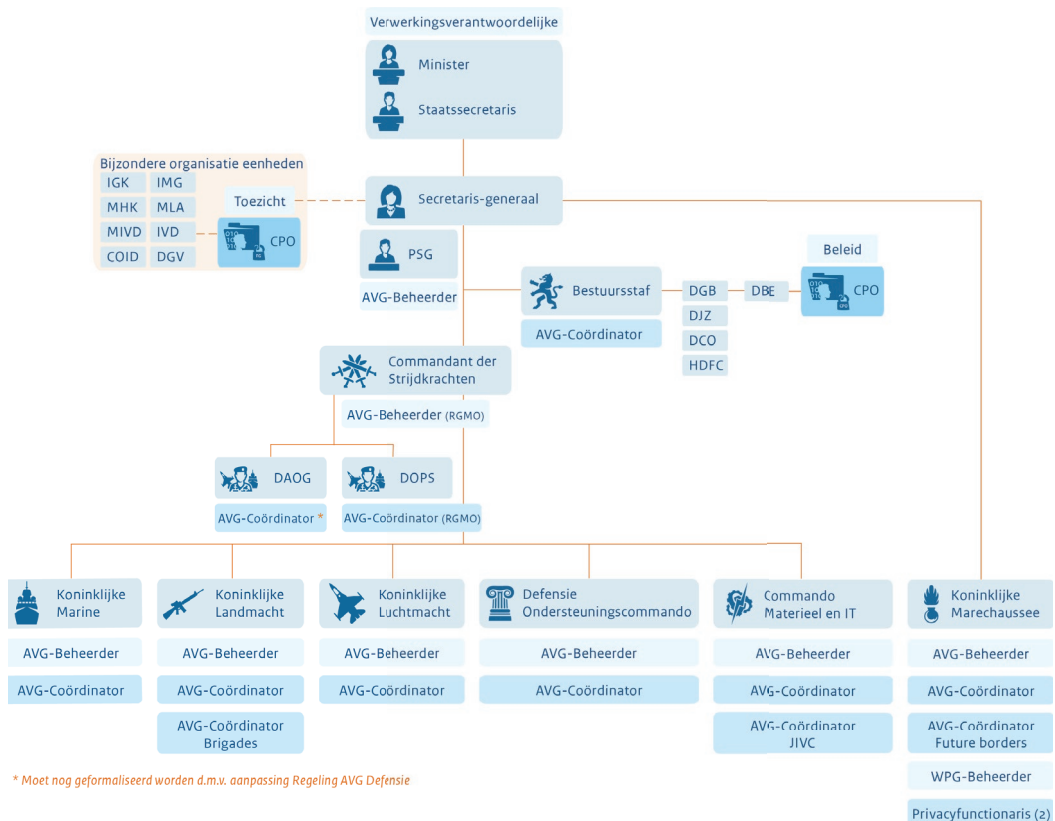 Verwerkingsverantwoordelijke
Minister
Staatssecretaris
Bijzondere organisatie eenheden
IGK IMG
MHK MLA
MIVD IVD
COID DGV
Toezicht
CPO
Secretaris-generaal
PSG
AVG-Beheerder
Bestuursstaf
AVG-Coördinator
DGB
DJZ
DCO
HDFC
DBE
Beleid
CPO
Commandant der
Strijdkrachten
AVG-Beheerder (RGMO)
DAOG
AVG-Coördinator *
DOPS
AVG-Coördinator (RGMO)
Koninklijke
Marine
AVG-Beheerder
AVG-Coördinator
Koninklijke
Landmacht
AVG-Beheerder
AVG-Coördinator
AVG-Coördinator
Brigades
Koninklijke
Luchtmacht
AVG-Beheerder
AVG-Coördinator
Defensie
Ondersteuningscommando
AVG-Beheerder
AVG-Coördinator
Commando
Materieel en IT
AVG-Beheerder
AVG-Coördinator
AVG-Coördinator
JIVC
Koninklijke
Marechaussee
AVG-Beheerder
AVG-Coördinator
AVG-Coördinator
Future borders
WPG-Beheerder
Privacyfunctionaris (2)
* Moet nog geformaliseerd worden d.m.v. aanpassing Regeling AVG Defensie